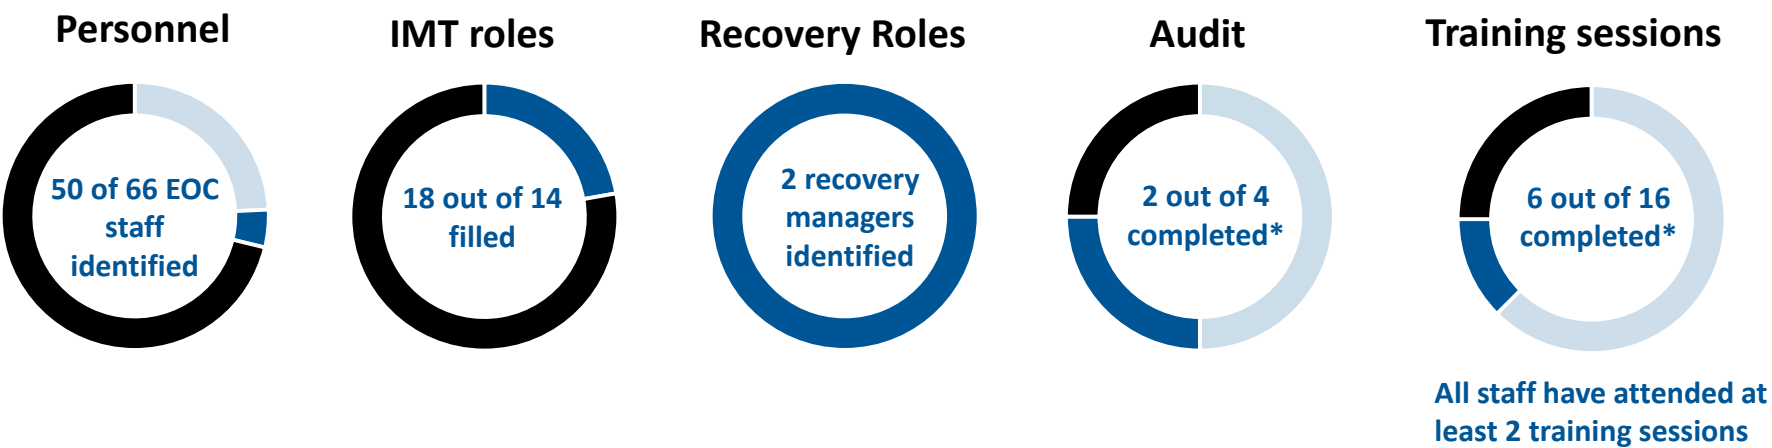 Personnel
IMT roles
Recovery Roles
Audit
Training sessions
50 of 66 EOC
staff
identified
18 out of 14
filled
2 recovery
managers
identified
2 out of 4
completed*
6 out of 16
completed*
All staff have attended at
least 2 training sessions